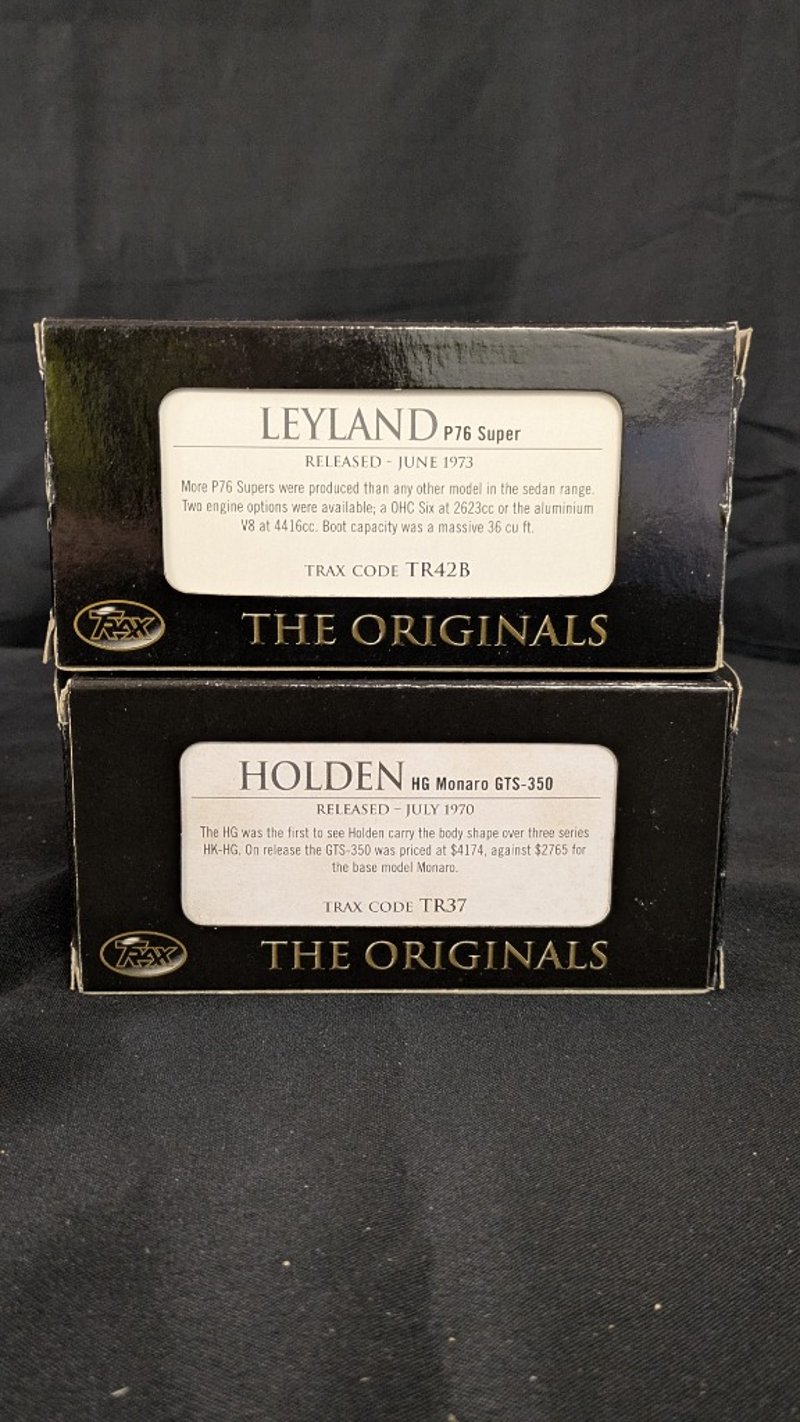 LEYLAND P76 Super
RELEASED - JUNE 1973
More P76 Supers were produced than any other model in the sedan range.
Two engine options were available; a OHC Six at 2623cc or the aluminium
V8 at 4416cc. Boot capacity was a massive 36 cu ft.
TRAX CODE TR42B
TRAX
THE ORIGINALS
HOLDEN HG Monaro GTS-350
RELEASED – JULY 1970
The HG was the first to see Holden carry the body shape over three series
HK-HG. On release the GTS-350 was priced at $4174, against $2765 for
the base model Monaro.
TRAX CODE TR37
TRAX
THE ORIGINALS